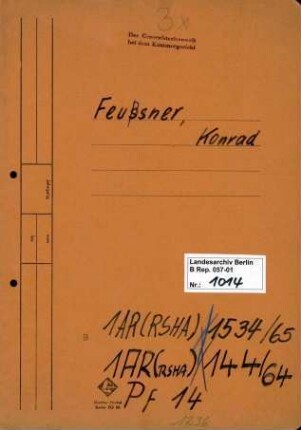 3x
Der Generalstaatsanwalt
bei dem Kammergericht
Feußsner,
Konrad
Landesarchiv Berlin
B Rep. 057-01
Nr.: 1014
1AR(RSHA) 1534/65
1AR(RSHA) 144/64
Pf 14